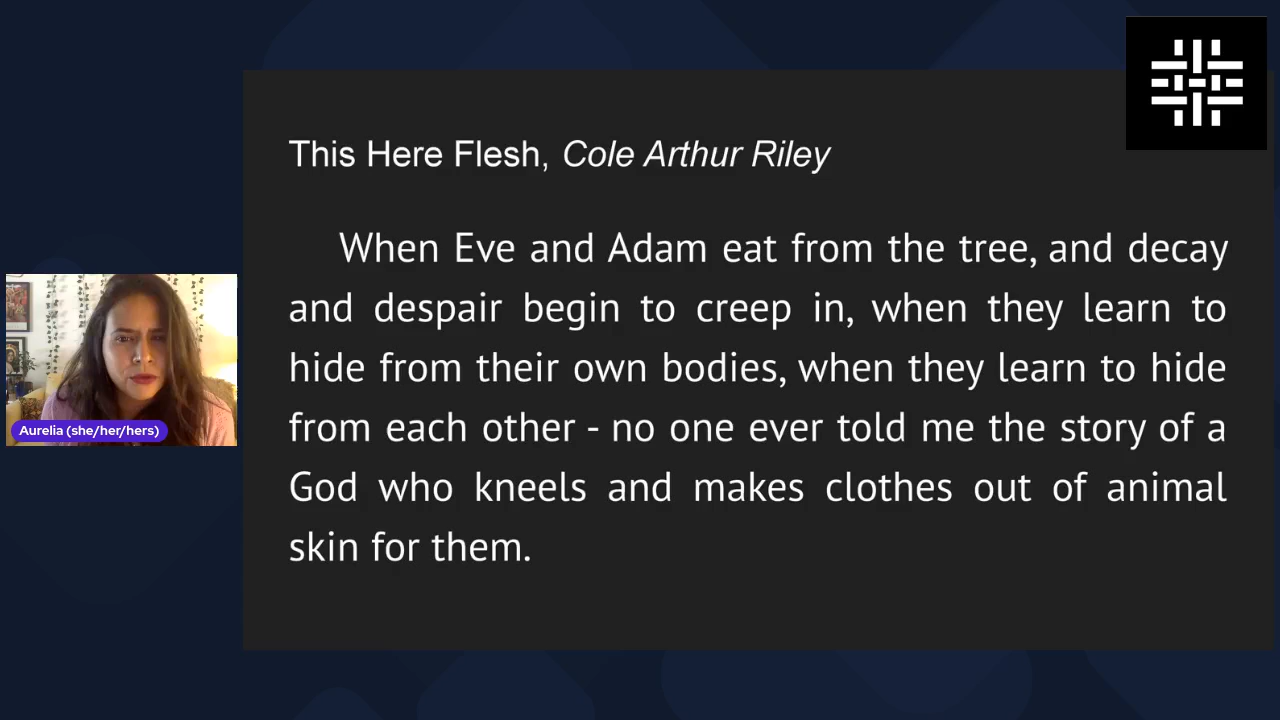 This Here Flesh, Cole Arthur Riley
When Eve and Adam eat from the tree, and decay
and despair begin to creep in, when they learn to
hide from their own bodies, when they learn to hide
from each other - no one ever told me the story of a
God who kneels and makes clothes out of animal
skin for them.
Aurelia (she/her/hers)